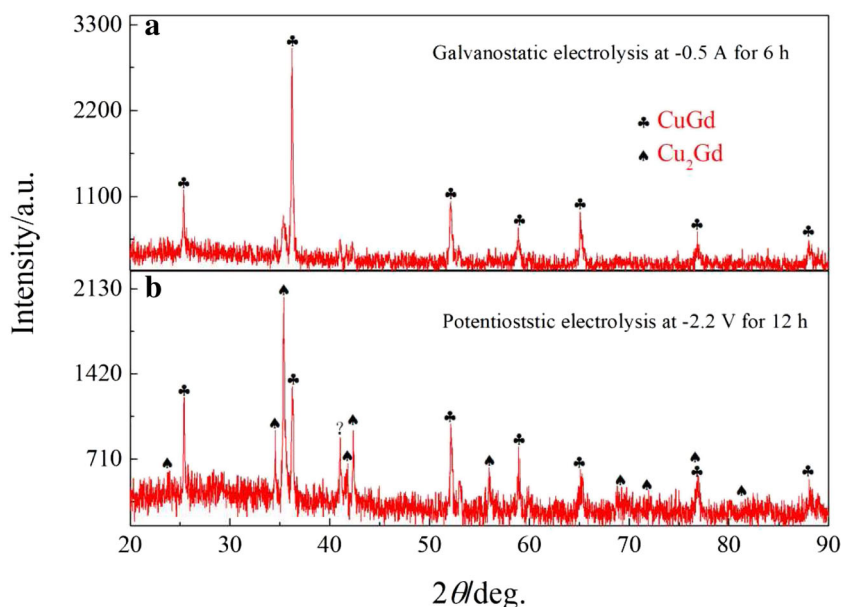 a
Galvanostatic electrolysis at -0.5 A for 6 h
♣ CuGd
♠ Cu₂Gd
3300
2200
1100
b
Potentioststic electrolysis at -2.2 V for 12 h
2130
1420
710
?
Intensity/a.u.
20 30 40 50 60 70 80 90
2θ/deg.